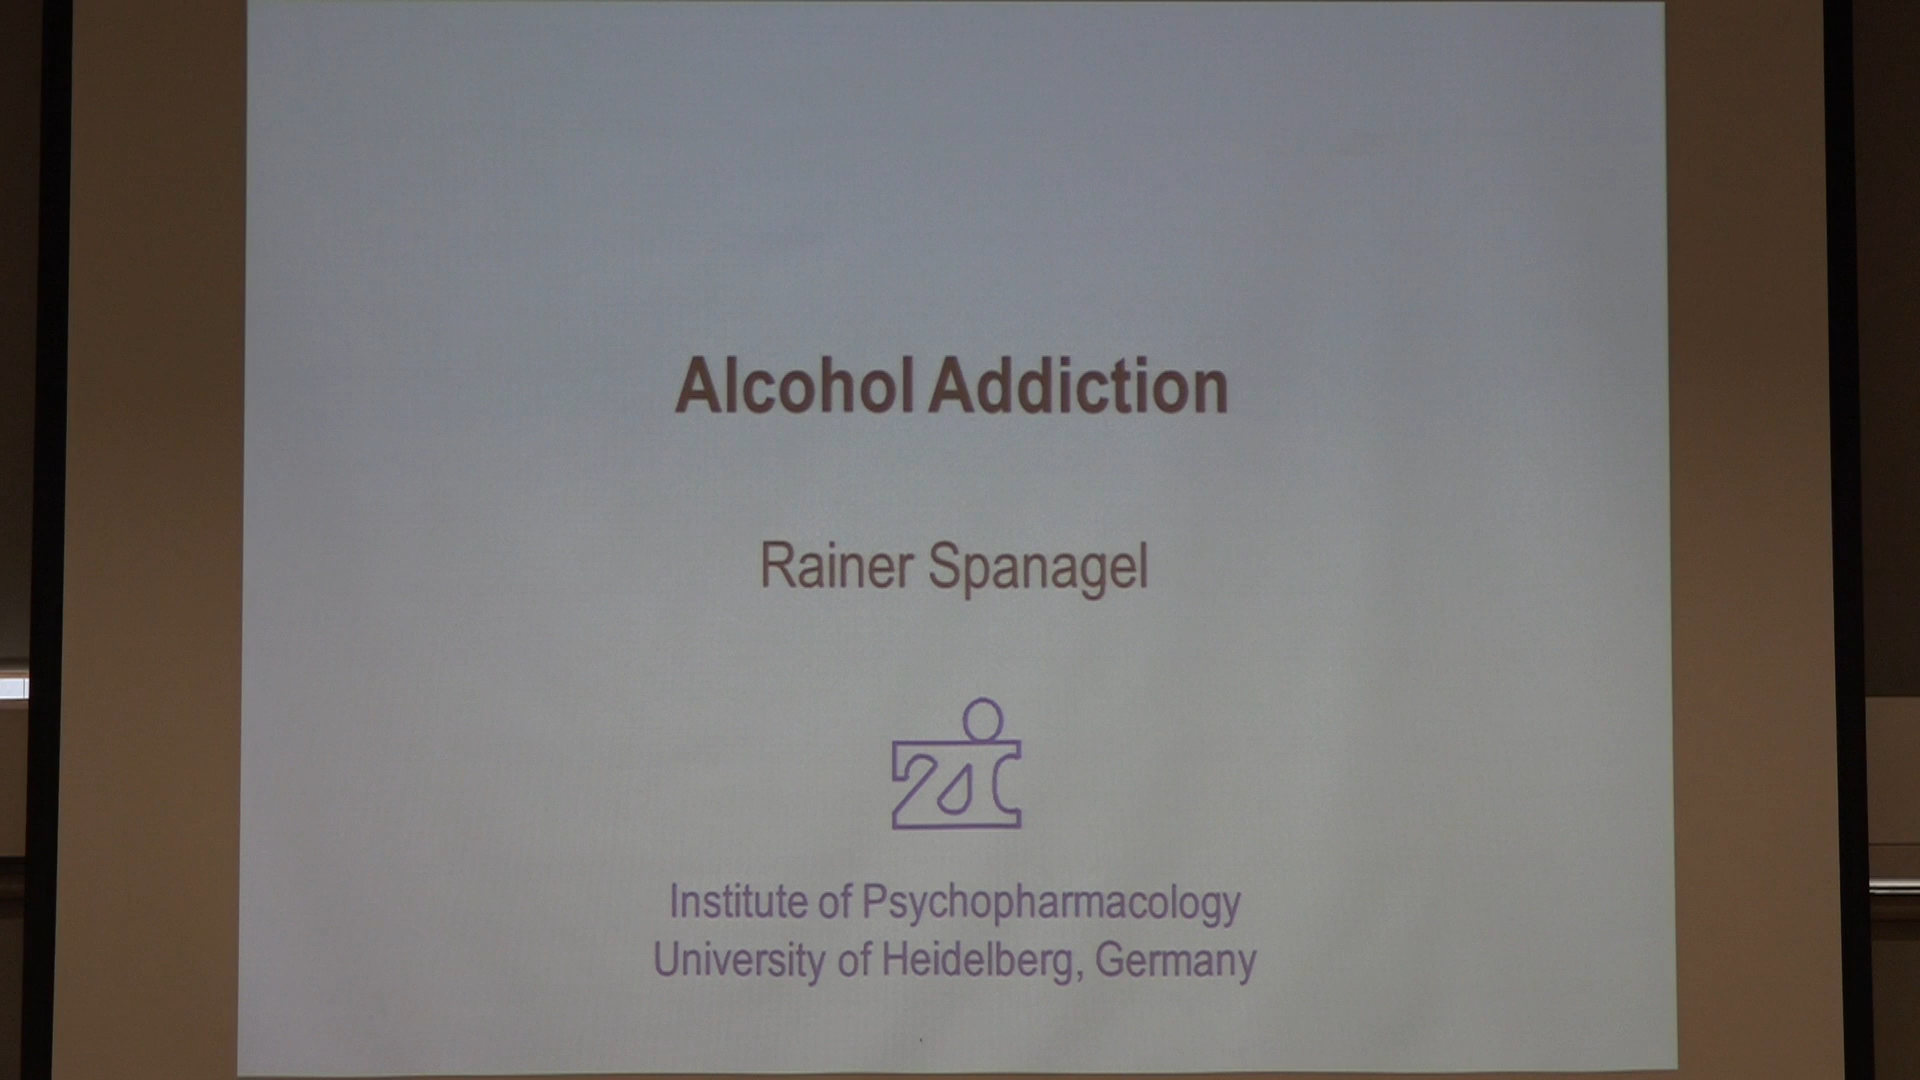 Alcohol Addiction
Rainer Spanagel
Institute of Psychopharmacology
University of Heidelberg, Germany